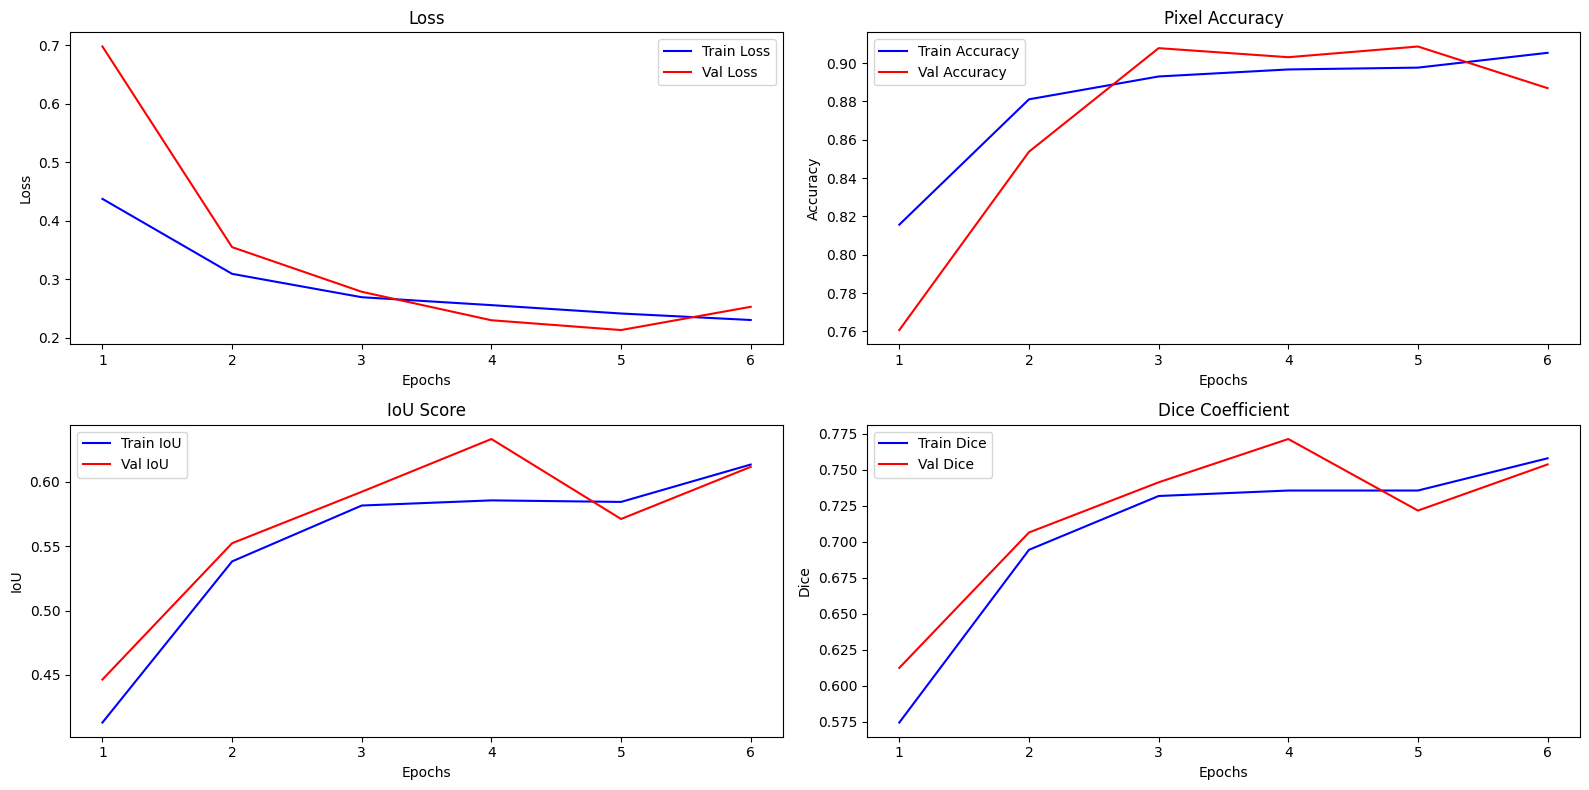 Loss
Train Loss
Val Loss
0.7
0.6
0.5
0.4
0.3
0.2
Loss
1 2 3 4 5 6
Epochs
Pixel Accuracy
Train Accuracy
Val Accuracy
0.90
0.88
0.86
0.84
0.82
0.80
0.78
0.76
Accuracy
1 2 3 4 5 6
Epochs
IoU Score
Train IoU
Val IoU
0.60
0.55
0.50
0.45
IoU
1 2 3 4 5 6
Epochs
Dice Coefficient
Train Dice
Val Dice
0.775
0.750
0.725
0.700
0.675
0.650
0.625
0.600
0.575
Dice
1 2 3 4 5 6
Epochs